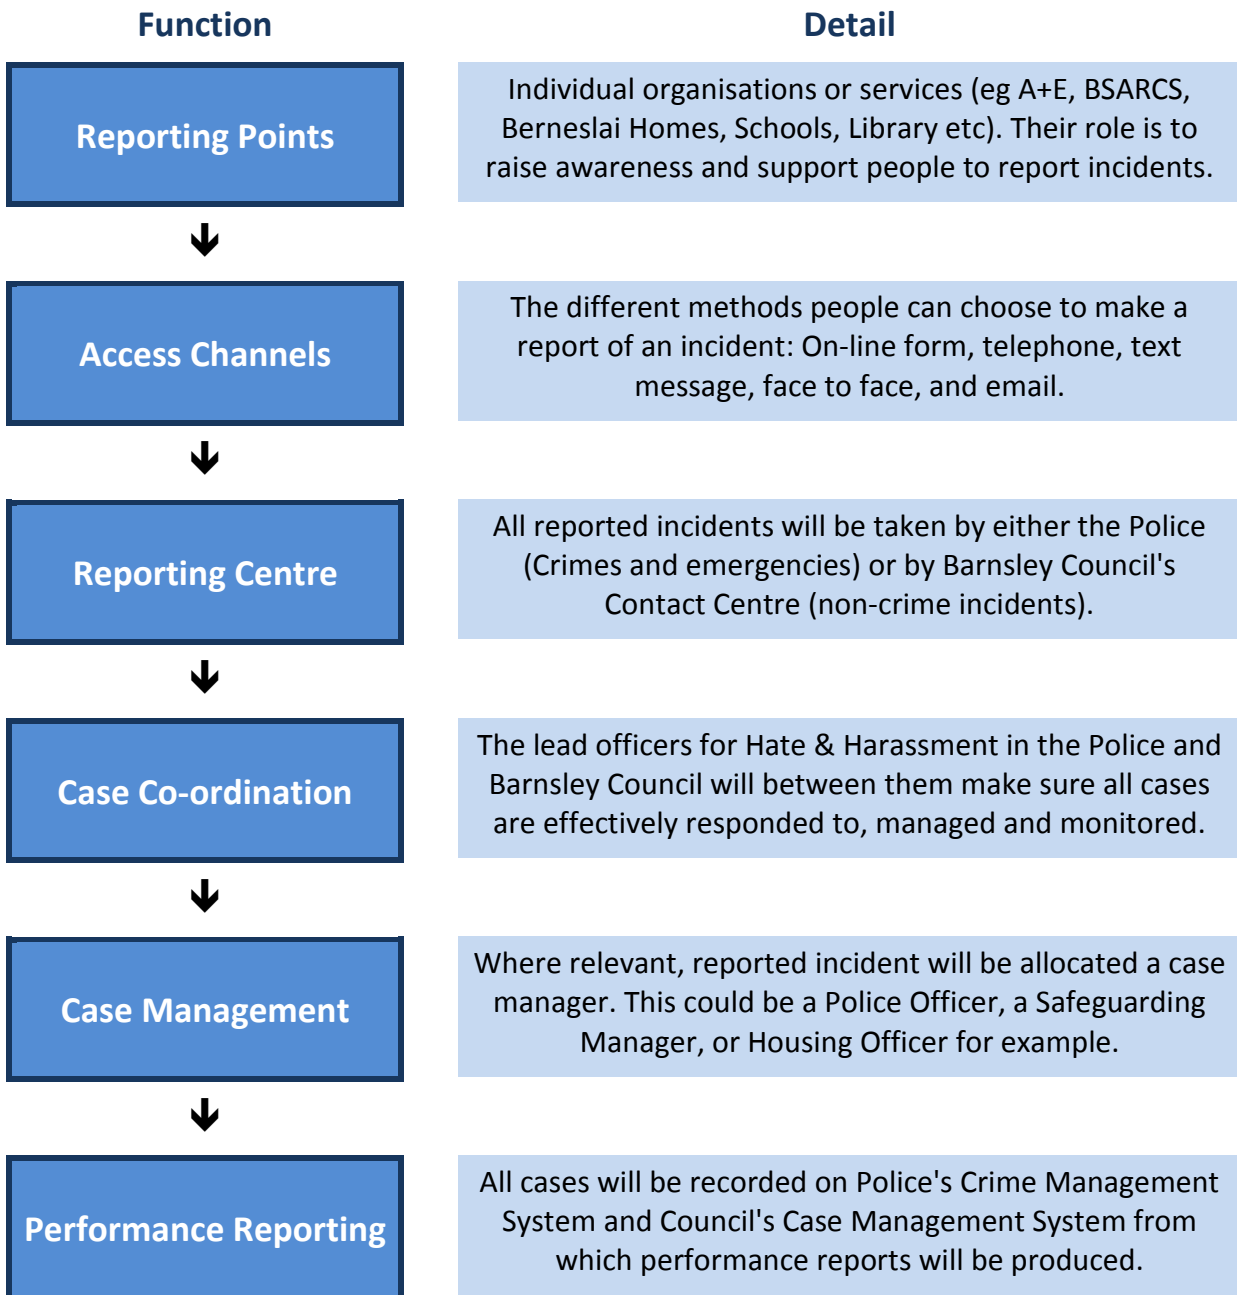 Function
Detail
Reporting Points
Individual organisations or services (eg A+E, BSARCS,
Berneslai Homes, Schools, Library etc). Their role is to
raise awareness and support people to report incidents.
Access Channels
The different methods people can choose to make a
report of an incident: On-line form, telephone, text
message, face to face, and email.
Reporting Centre
All reported incidents will be taken by either the Police
(Crimes and emergencies) or by Barnsley Council's
Contact Centre (non-crime incidents).
Case Co-ordination
The lead officers for Hate & Harassment in the Police and
Barnsley Council will between them make sure all cases
are effectively responded to, managed and monitored.
Case Management
Where relevant, reported incident will be allocated a case
manager. This could be a Police Officer, a Safeguarding
Manager, or Housing Officer for example.
Performance Reporting
All cases will be recorded on Police's Crime Management
System and Council's Case Management System from
which performance reports will be produced.